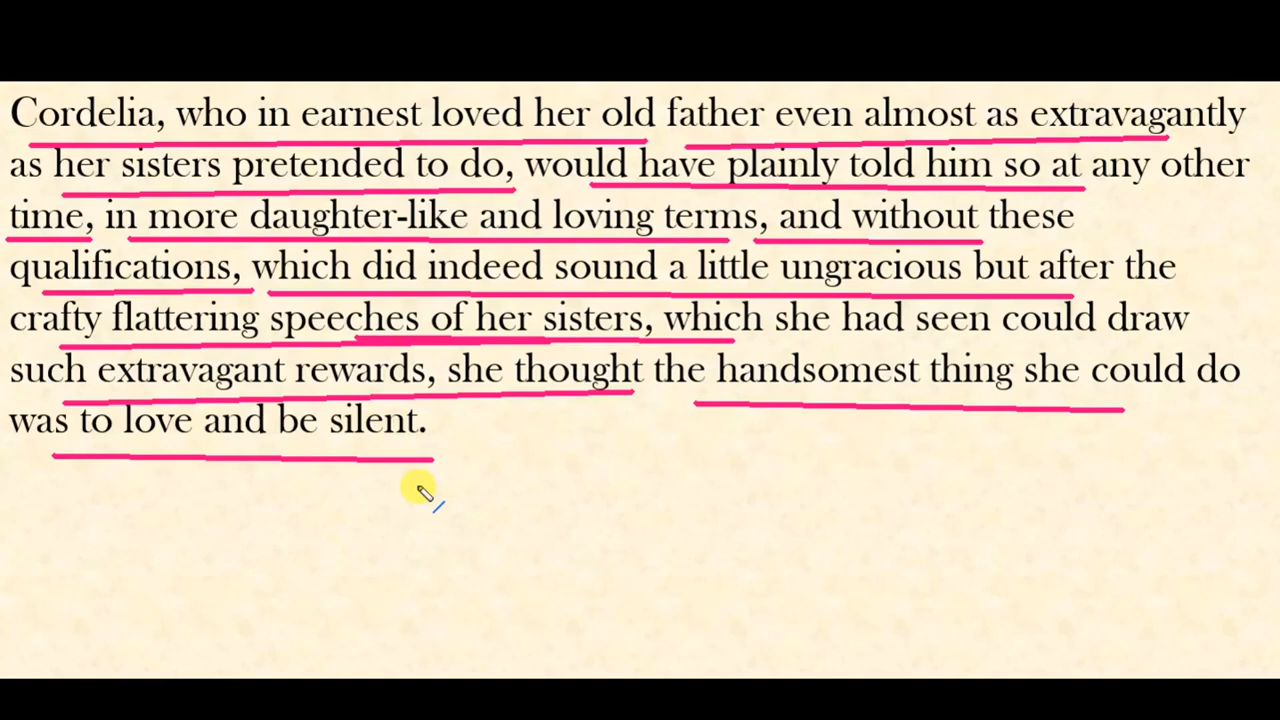 Cordelia, who in earnest loved her old father even almost as extravagantly
as her sisters pretended to do, would have plainly told him so at any other
time, in more daughter-like and loving terms, and without these
qualifications, which did indeed sound a little ungracious but after the
crafty flattering speeches of her sisters, which she had seen could draw
such extravagant rewards, she thought the handsomest thing she could do
was to love and be silent.